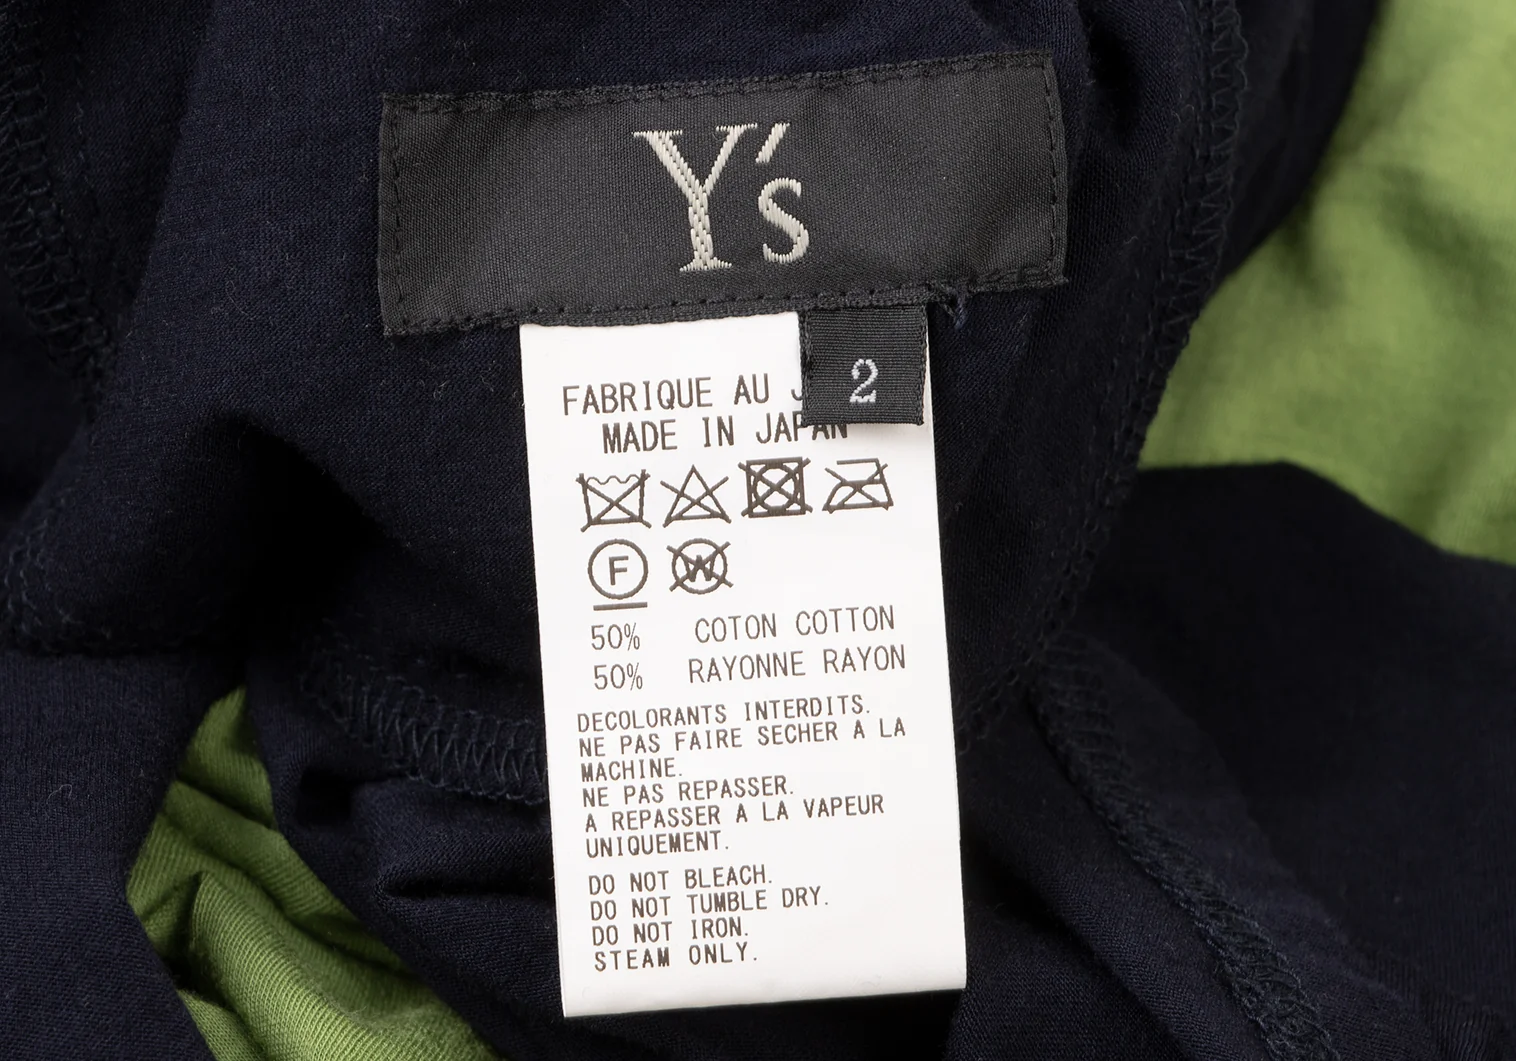 Y's
2
FABRIQUE AU J
MADE IN JAPAN
F
W
50% COTON COTTON
50% RAYONNE RAYON
DECOLORANTS INTERDITS.
NE PAS FAIRE SECHER A LA
MACHINE.
NE PAS REPASSER.
A REPASSER A LA VAPEUR
UNIQUEMENT.
DO NOT BLEACH.
DO NOT TUMBLE DRY.
DO NOT IRON.
STEAM ONLY.